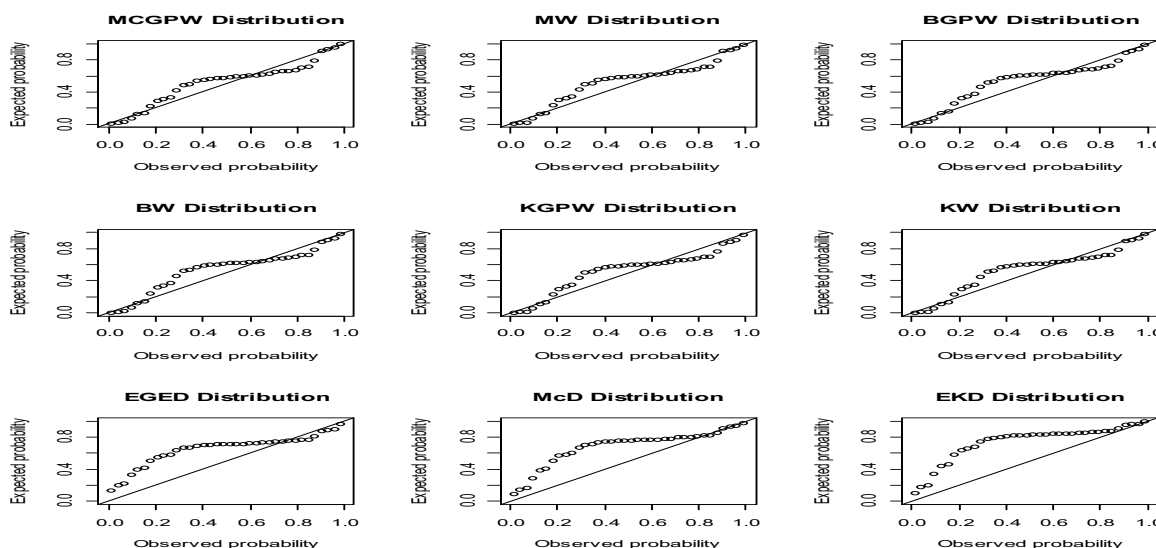 MCGPW Distribution
Expected probability
0.0 0.4 0.8
0.0 0.2 0.4 0.6 0.8 1.0
Observed probability
MW Distribution
Expected probability
0.0 0.4 0.8
0.0 0.2 0.4 0.6 0.8 1.0
Observed probability
BGPW Distribution
Expected probability
0.0 0.4 0.8
0.0 0.2 0.4 0.6 0.8 1.0
Observed probability
BW Distribution
Expected probability
0.0 0.4 0.8
0.0 0.2 0.4 0.6 0.8 1.0
Observed probability
KGPW Distribution
Expected probability
0.0 0.4 0.8
0.0 0.2 0.4 0.6 0.8 1.0
Observed probability
KW Distribution
Expected probability
0.0 0.4 0.8
0.0 0.2 0.4 0.6 0.8 1.0
Observed probability
EGED Distribution
Expected probability
0.0 0.4 0.8
0.0 0.2 0.4 0.6 0.8 1.0
Observed probability
McD Distribution
Expected probability
0.0 0.4 0.8
0.0 0.2 0.4 0.6 0.8 1.0
Observed probability
EKD Distribution
Expected probability
0.0 0.4 0.8
0.0 0.2 0.4 0.6 0.8 1.0
Observed probability